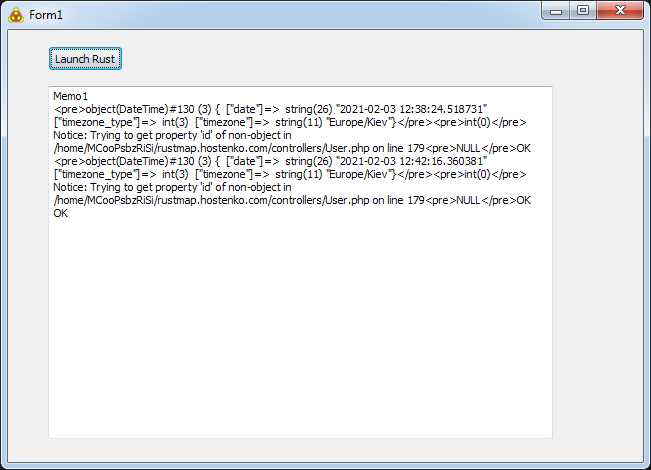 Form1
Launch Rust
Memo1
<pre>object(DateTime)#130 (3) { ["date"]=> string(26) "2021-02-03 12:38:24.518731"
["timezone_type"]=> int(3) ["timezone"]=> string(11) "Europe/Kiev"}</pre><pre>int(0)</pre>
Notice: Trying to get property 'id' of non-object in
/home/MCooPsbzRiSi/rustmap.hostenko.com/controllers/User.php on line 179<pre>NULL</pre>OK
<pre>object(DateTime)#130 (3) { ["date"]=> string(26) "2021-02-03 12:42:16.360381"
["timezone_type"]=> int(3) ["timezone"]=> string(11) "Europe/Kiev"}</pre><pre>int(0)</pre>
Notice: Trying to get property 'id' of non-object in
/home/MCooPsbzRiSi/rustmap.hostenko.com/controllers/User.php on line 179<pre>NULL</pre>OK
OK